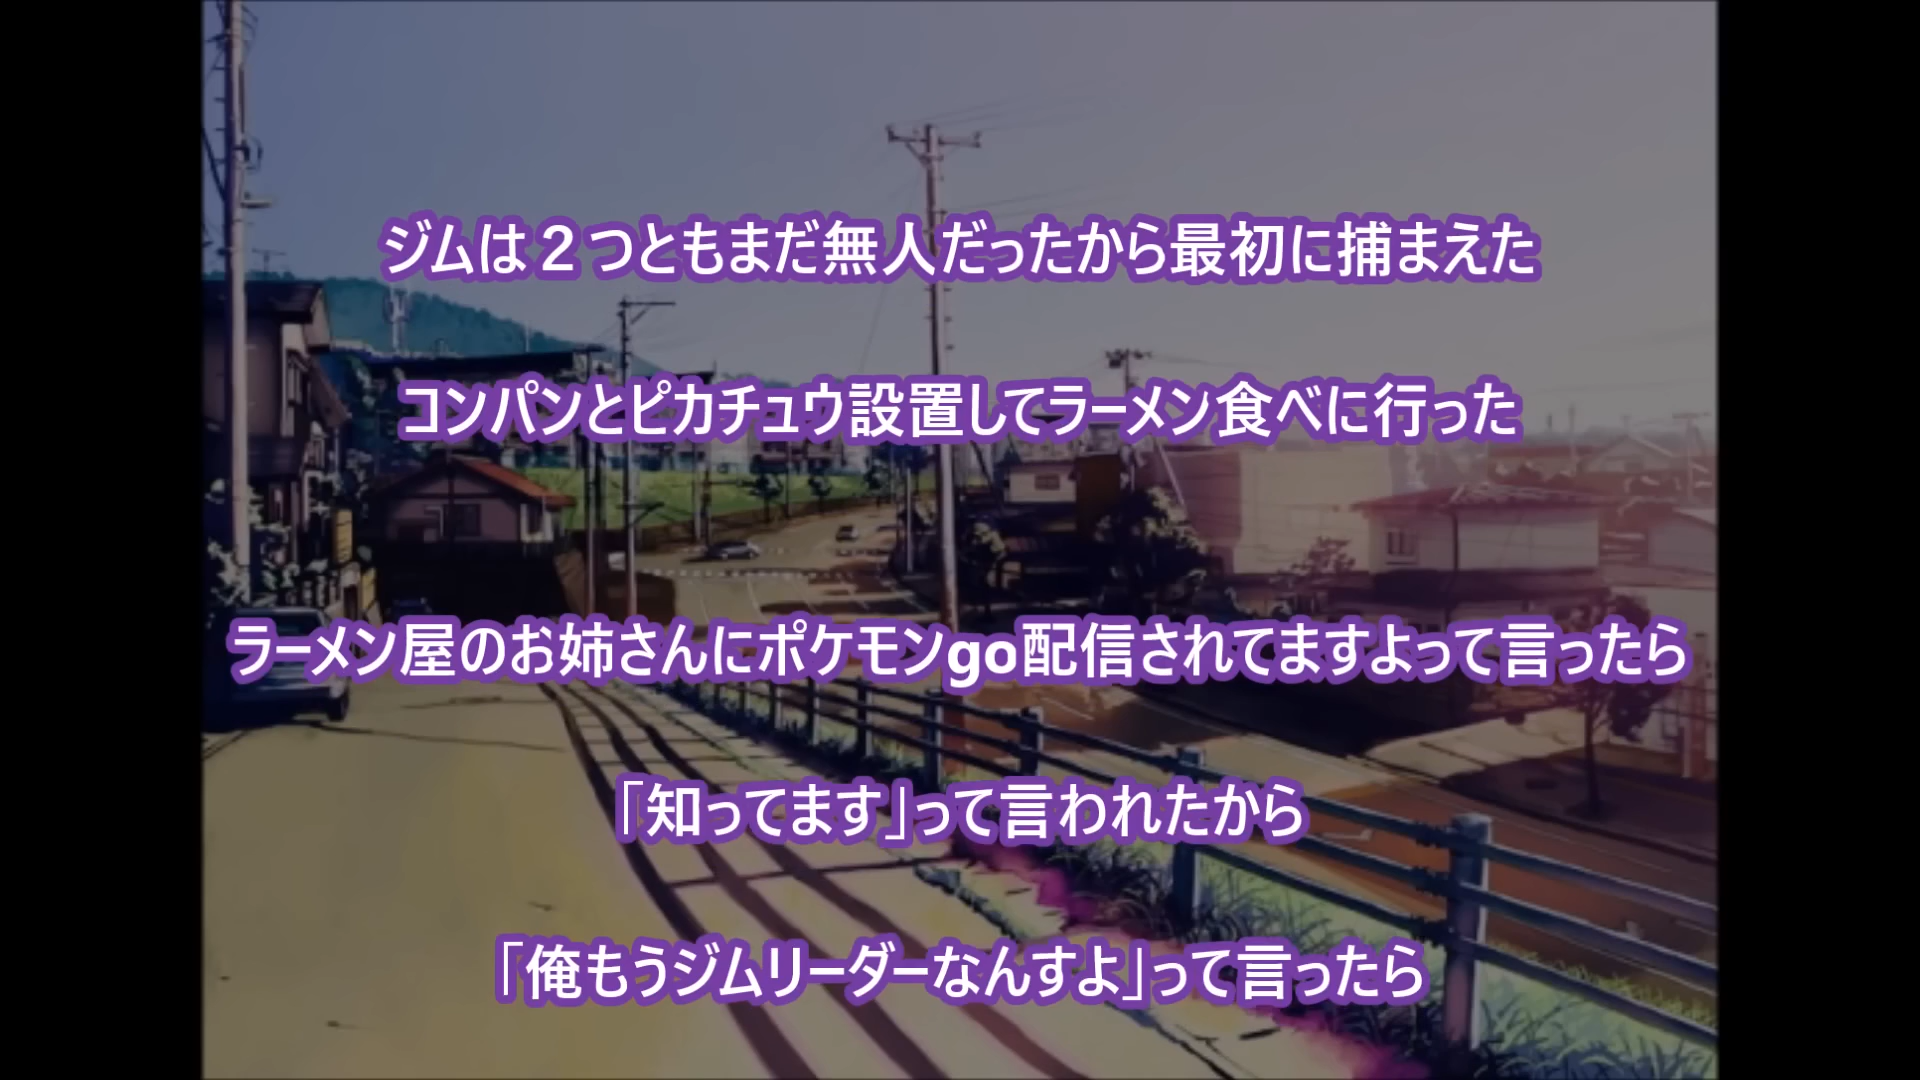 ジムは２つともまだ無人だったから最初に捕まえた
コンパンとピカチュウ設置してラーメン食べに行った
ラーメン屋のお姉さんにポケモンgo配信されてますよって言ったら
｢知ってます｣って言われたから
｢俺もうジムリーダーなんすよ｣って言ったら